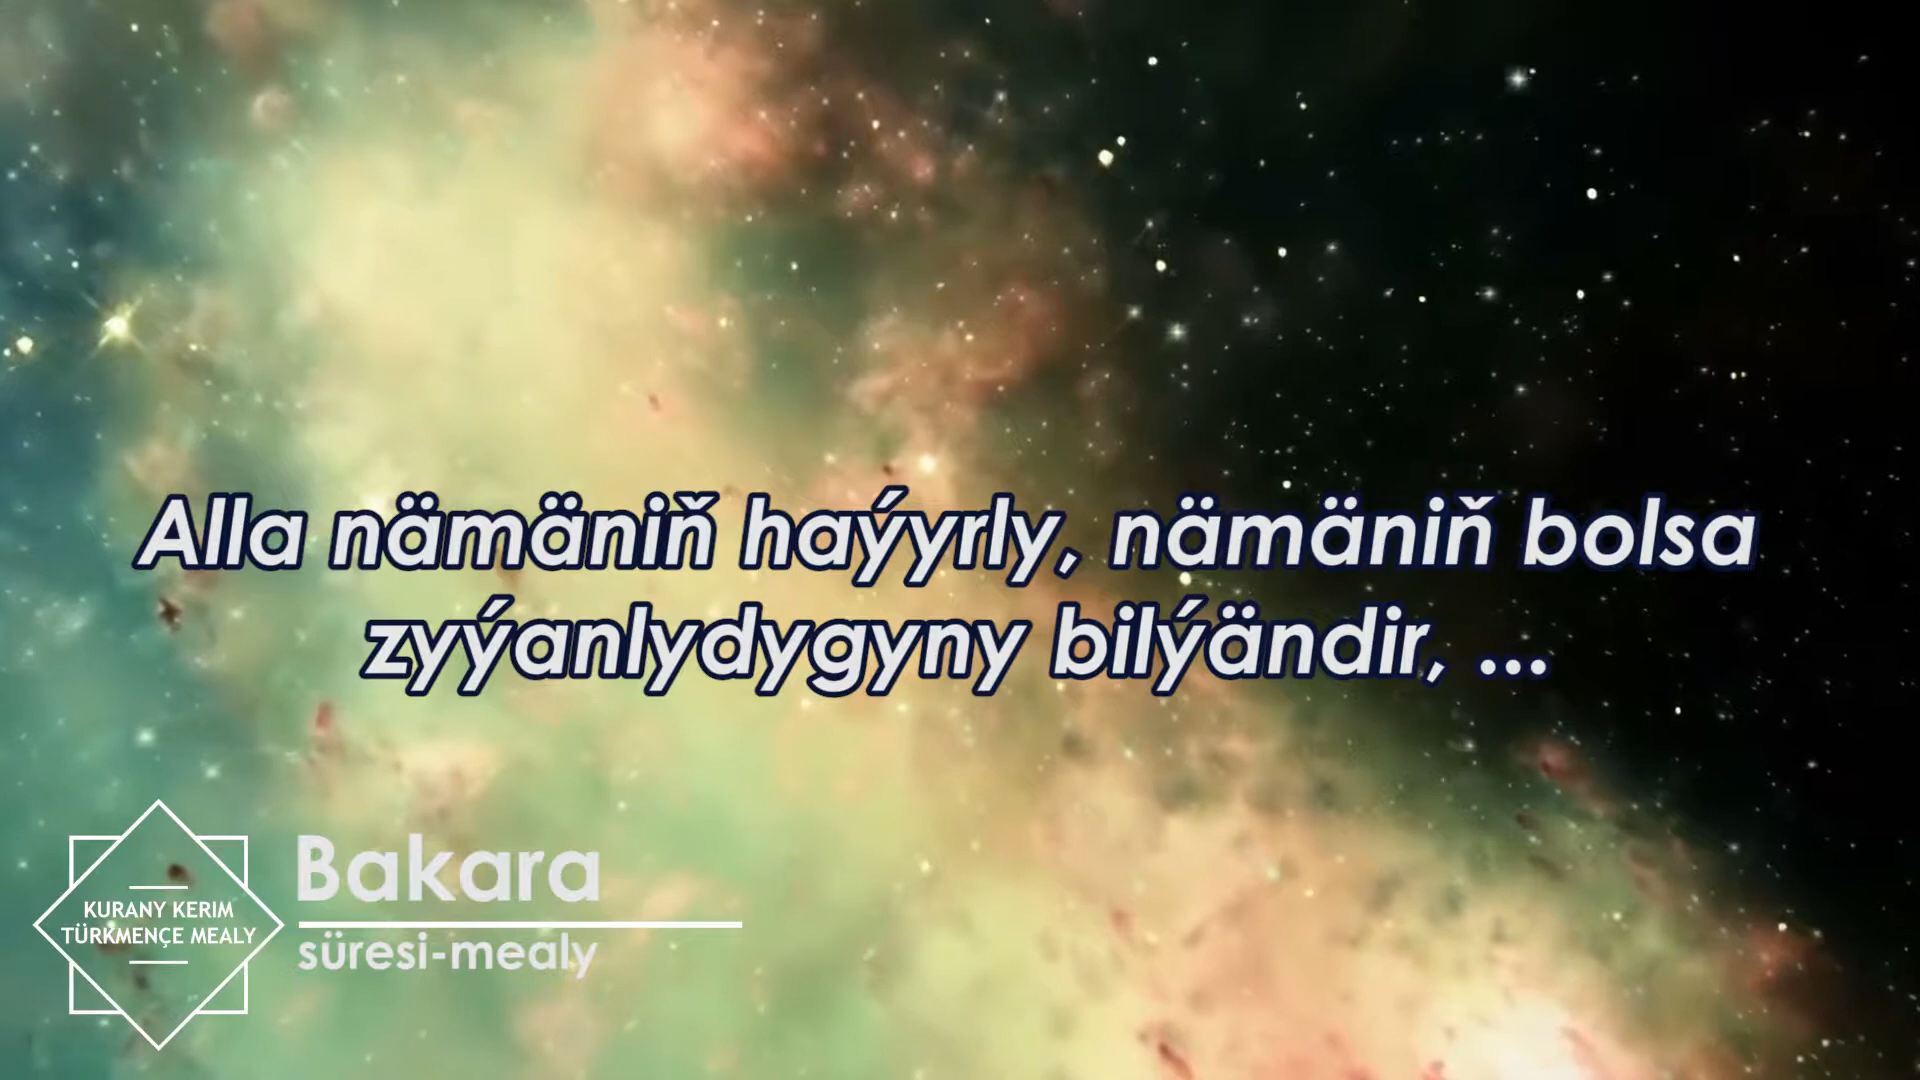 Alla nämäniň haýyrly, nämäniň bolsa
zyýanlydygyny bilýändir, ...
Bakara
süresi-mealy
KURANY KERIM
TÜRKMENÇE MEALY